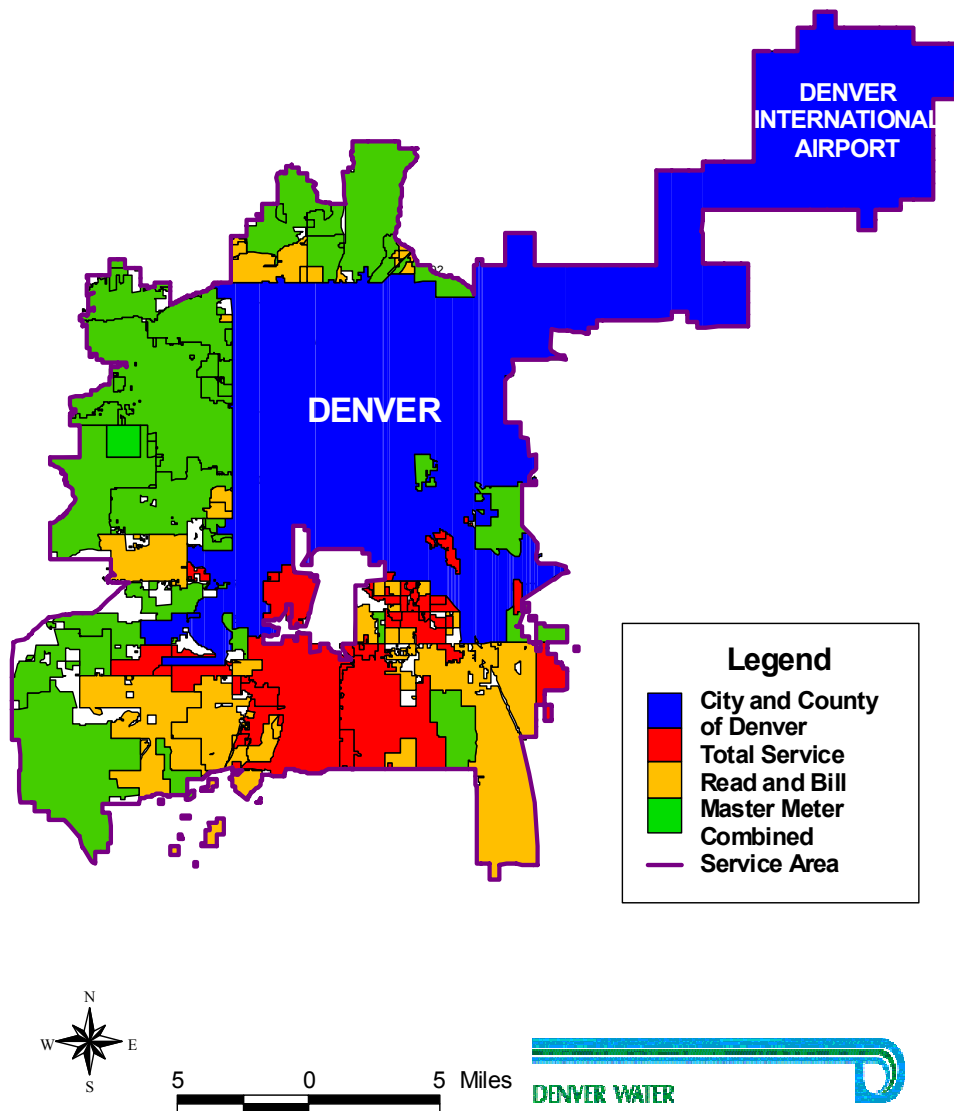 DENVER
INTERNATIONAL
AIRPORT
DENVER
Legend
City and County
of Denver
Total Service
Read and Bill
Master Meter
Combined
Service Area
N
W E
S
5 0 5 Miles
DENVER WATER